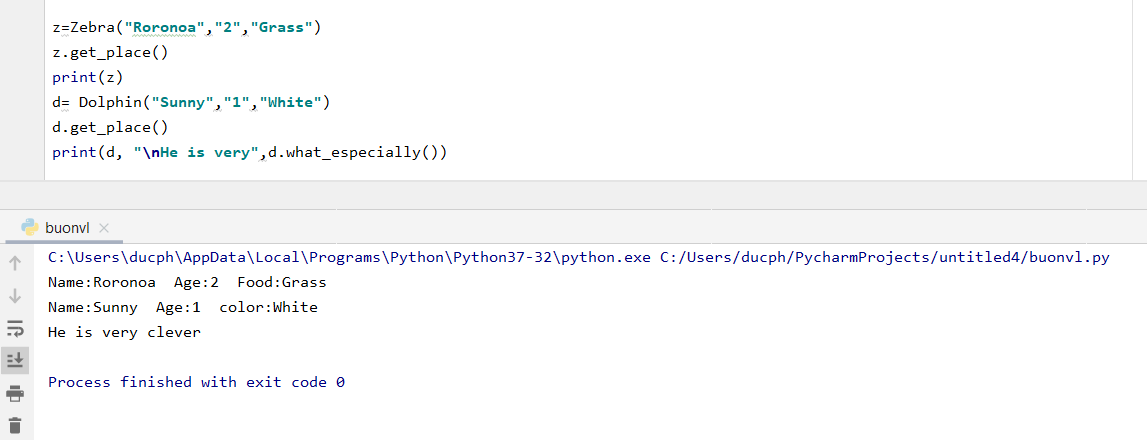 z=Zebra("Roronoa","2","Grass")
z.get_place()
print(z)
d= Dolphin("Sunny","1","White")
d.get_place()
print(d, "\nHe is very",d.what_especially())
buonvl
C:\Users\ducph\AppData\Local\Programs\Python\Python37-32\python.exe C:/Users/ducph/PycharmProjects/untitled4/buonvl.py
Name:Roronoa  Age:2  Food:Grass
Name:Sunny  Age:1  color:White
He is very clever
Process finished with exit code 0